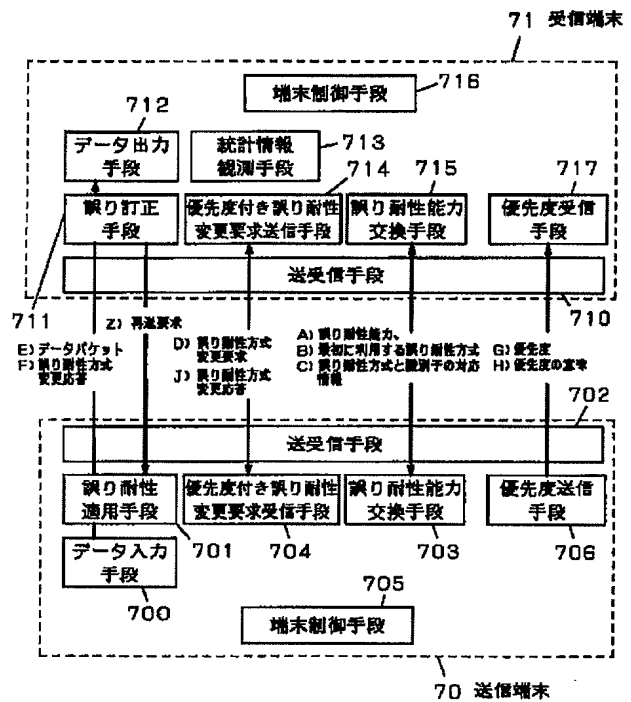 71 受信端末
716
端末制御手段
712
データ出力
手段
統計情報
観測手段
713
714
715
717
誤り訂正
手段
優先度付き誤り耐性
変更要求送信手段
誤り耐性能力
交換手段
優先度受信
手段
送受信手段
711
710
Z) 再送要求
E) データパケット
F) 誤り耐性方式
変更応答
D) 誤り耐性方式
変更要求
J) 誤り耐性方式
変更応答
A) 誤り耐性能力、
B) 最初に利用する誤り耐性方式
C) 誤り耐性方式と識別子の対応
情報
G) 優先度
H) 優先度の意味
702
送受信手段
誤り耐性
適用手段
優先度付き誤り耐性
変更要求受信手段
誤り耐性能力
交換手段
優先度送信
手段
701
704
703
706
データ入力
手段
700
705
端末制御手段
70 送信端末